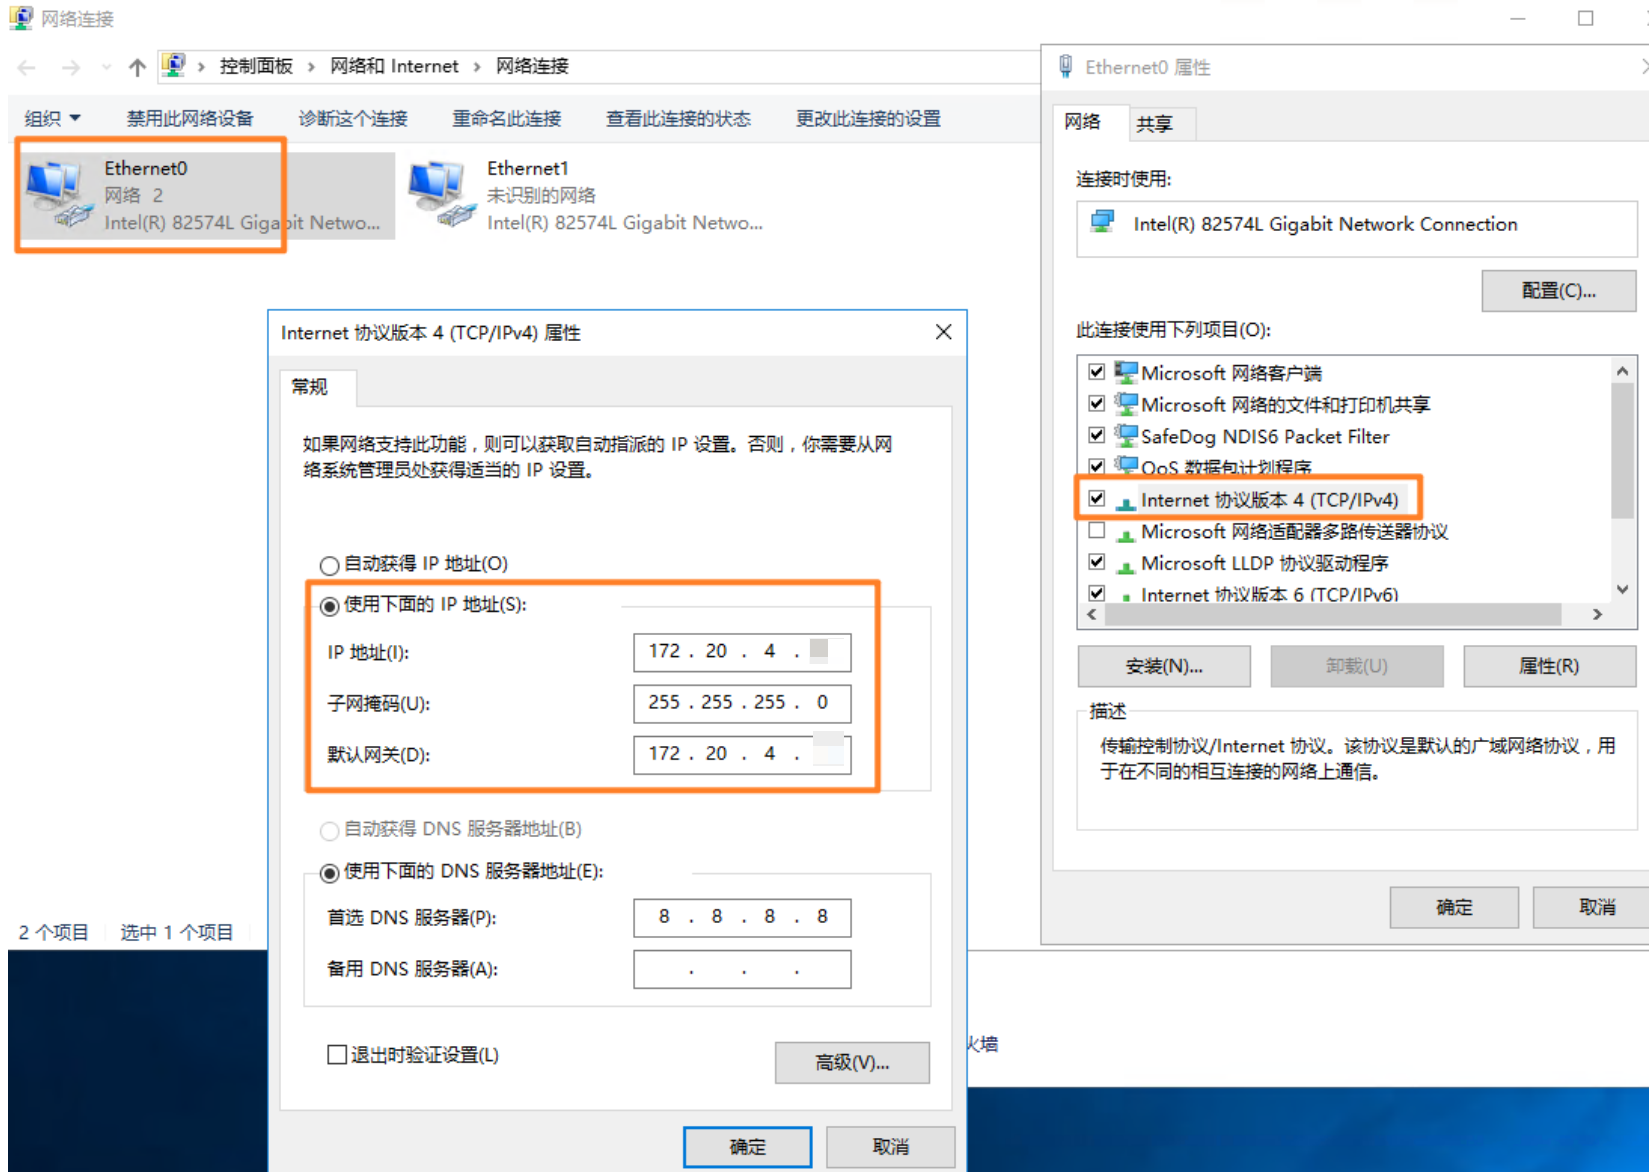 网络连接
控制面板 › 网络和 Internet › 网络连接
组织 禁用此网络设备 诊断这个连接 重命名此连接 查看此连接的状态 更改此连接的设置
Ethernet0
网络 2
Intel(R) 82574L Gigabit Netwo...
Ethernet1
未识别的网络
Intel(R) 82574L Gigabit Netwo...
2 个项目 选中 1 个项目
Internet 协议版本 4 (TCP/IPv4) 属性
常规
如果网络支持此功能，则可以获取自动指派的 IP 设置。否则，你需要从网
络系统管理员处获得适当的 IP 设置。
自动获得 IP 地址(O)
使用下面的 IP 地址(S):
IP 地址(I): 172 . 20 . 4 .
子网掩码(U): 255 . 255 . 255 . 0
默认网关(D): 172 . 20 . 4 .
自动获得 DNS 服务器地址(B)
使用下面的 DNS 服务器地址(E):
首选 DNS 服务器(P): 8 . 8 . 8 . 8
备用 DNS 服务器(A): . . .
退出时验证设置(L)
高级(V)...
确定 取消
火墙
Ethernet0 属性
网络 共享
连接时使用:
Intel(R) 82574L Gigabit Network Connection
配置(C)...
此连接使用下列项目(O):
Microsoft 网络客户端
Microsoft 网络的文件和打印机共享
SafeDog NDIS6 Packet Filter
QoS 数据包计划程序
Internet 协议版本 4 (TCP/IPv4)
Microsoft 网络适配器多路传送器协议
Microsoft LLDP 协议驱动程序
Internet 协议版本 6 (TCP/IPv6)
安装(N)... 卸载(U) 属性(R)
描述
传输控制协议/Internet 协议。该协议是默认的广域网络协议，用
于在不同的相互连接的网络上通信。
确定 取消